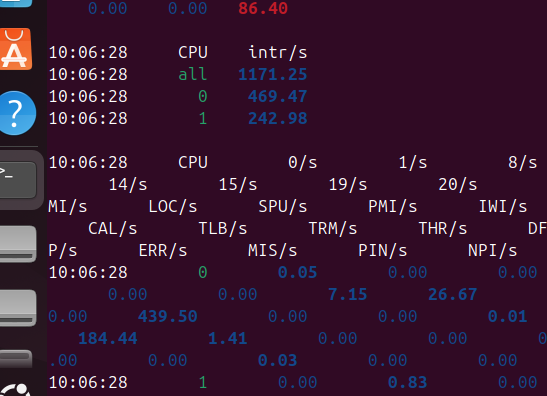 0.00 0.00 86.40
10:06:28 CPU intr/s
all 1171.25
10:06:28 0 469.47
10:06:28 1 242.98
10:06:28 CPU 0/s 1/s 8/s
14/s 15/s 19/s 20/s
MI/s LOC/s SPU/s PMI/s IWI/s
CAL/s TLB/s TRM/s THR/s DF
P/s ERR/s MIS/s PIN/s NPI/s
10:06:28 0 0.05 0.00 0.00
0.00 0.00 7.15 26.67
0.00 439.50 0.00 0.00 0.01
184.44 1.41 0.00 0.00 0
.00 0.00 0.03 0.00 0.00
10:06:28 1 0.00 0.83 0.00